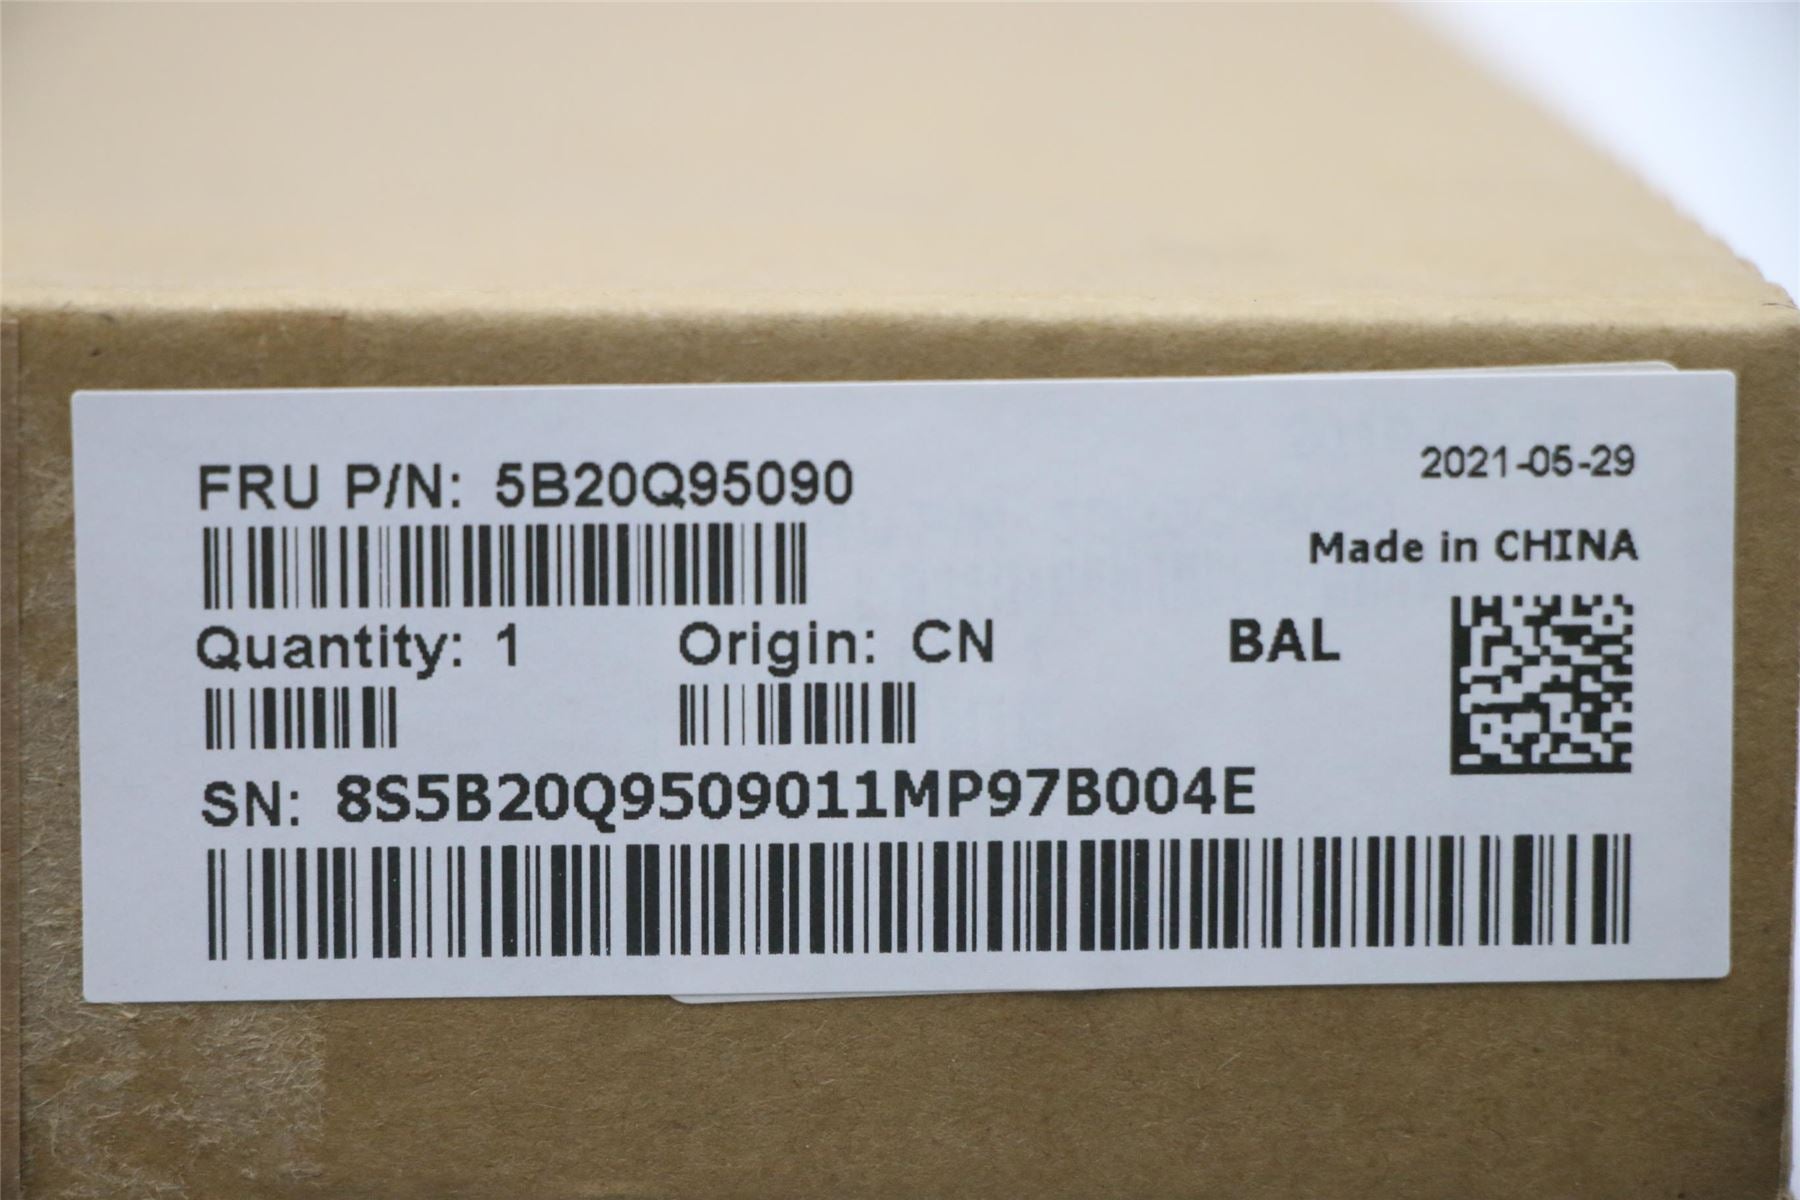 FRU P/N: 5B20Q95090
2021-05-29
Made in CHINA
Quantity: 1
Origin: CN
BAL
SN: 8S5B20Q9509011MP97B004E